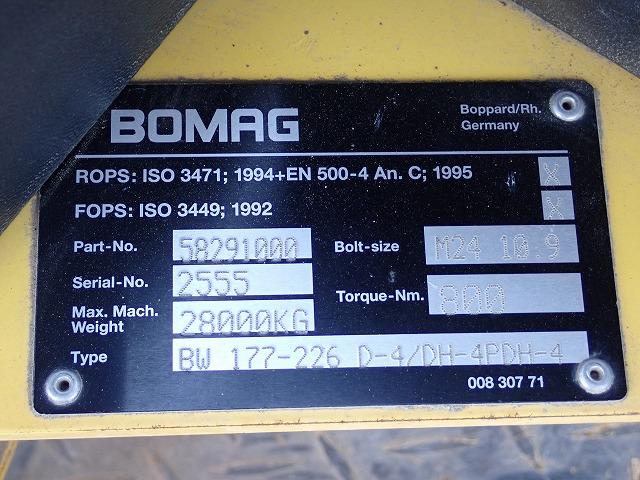 BOMAG
Boppard/Rh.
Germany
ROPS: ISO 3471; 1994+EN 500-4 An. C; 1995 X
FOPS: ISO 3449; 1992 X
Part-No. 58291000 Bolt-size M24 10.9
Serial-No. 2555 Torque-Nm. 800
Max. Mach.
Weight 28000KG
Type BW 177-226 D-4/DH-4PDH-4
008 307 71